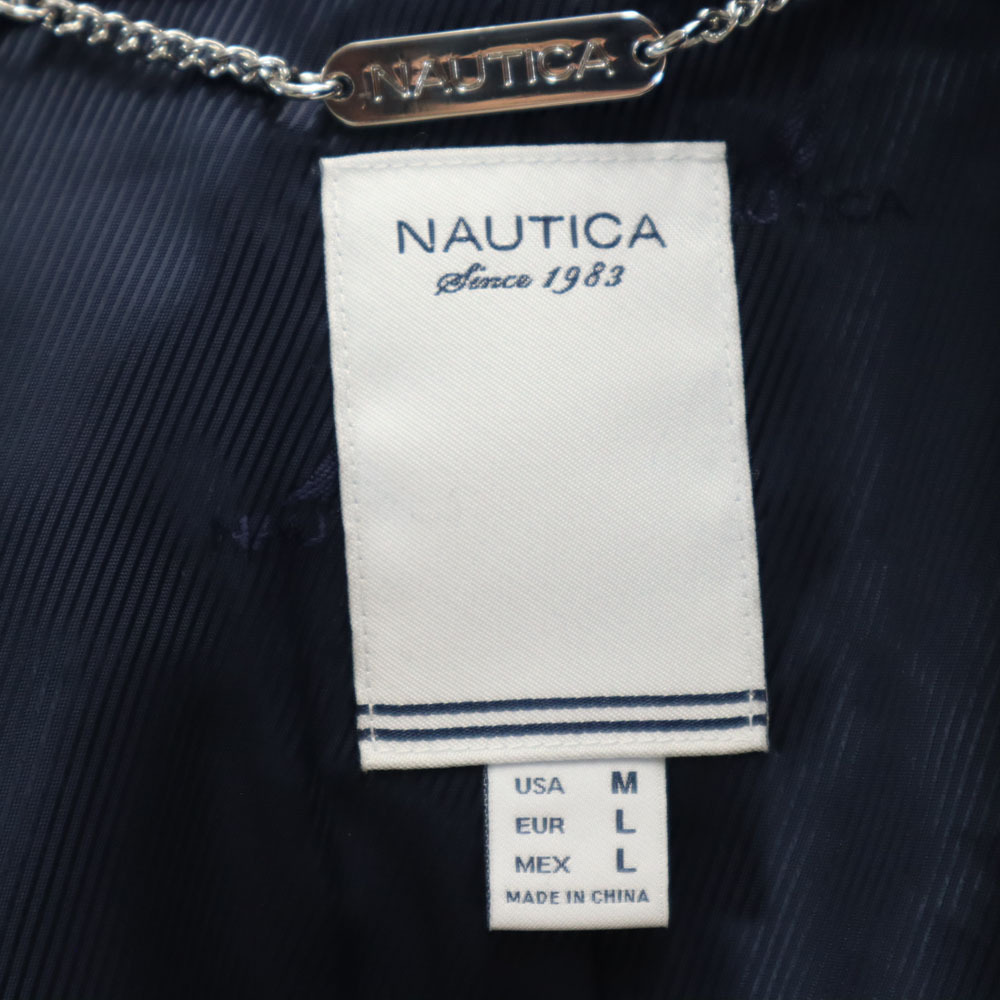 NAUTICA
NAUTICA
Since 1983
USA M
EUR L
MEX L
MADE IN CHINA